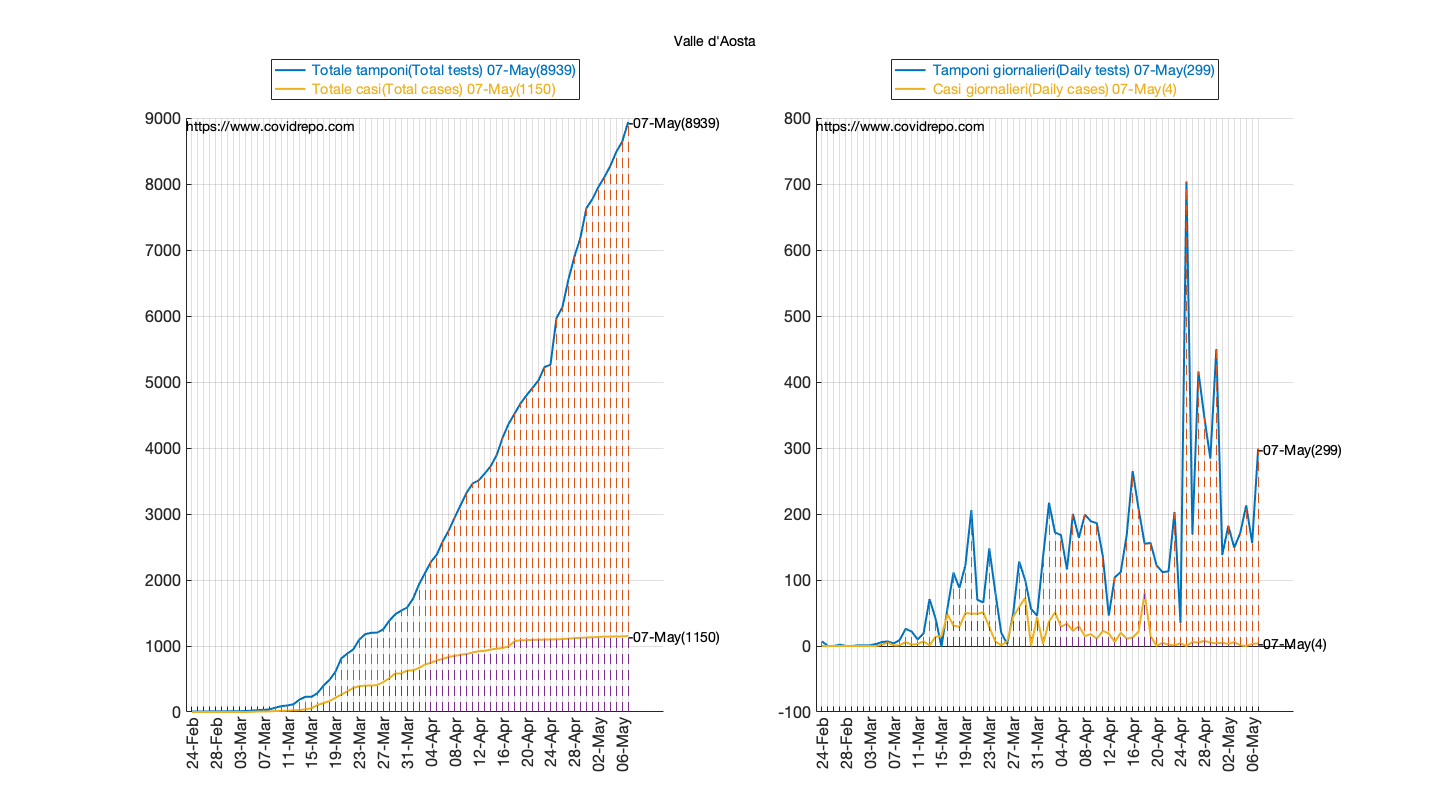 Valle d'Aosta
Totale tamponi(Total tests) 07-May(8939)
Totale casi(Total cases) 07-May(1150)
https://www.covidrepo.com
07-May(8939)
07-May(1150)
9000
8000
7000
6000
5000
4000
3000
2000
1000
0
24-Feb
28-Feb
03-Mar
07-Mar
11-Mar
15-Mar
19-Mar
23-Mar
27-Mar
31-Mar
04-Apr
08-Apr
12-Apr
16-Apr
20-Apr
24-Apr
28-Apr
02-May
06-May
Tamponi giornalieri(Daily tests) 07-May(299)
Casi giornalieri(Daily cases) 07-May(4)
https://www.covidrepo.com
07-May(299)
07-May(4)
800
700
600
500
400
300
200
100
0
-100
24-Feb
28-Feb
03-Mar
07-Mar
11-Mar
15-Mar
19-Mar
23-Mar
27-Mar
31-Mar
04-Apr
08-Apr
12-Apr
16-Apr
20-Apr
24-Apr
28-Apr
02-May
06-May